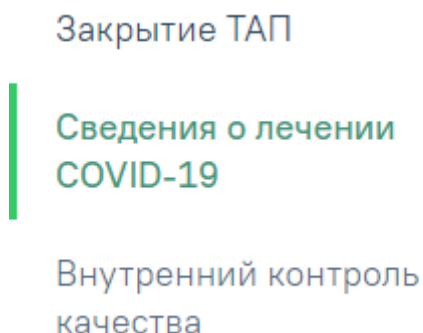 Закрытие ТАП
Сведения о лечении
COVID-19
Внутренний контроль
качества